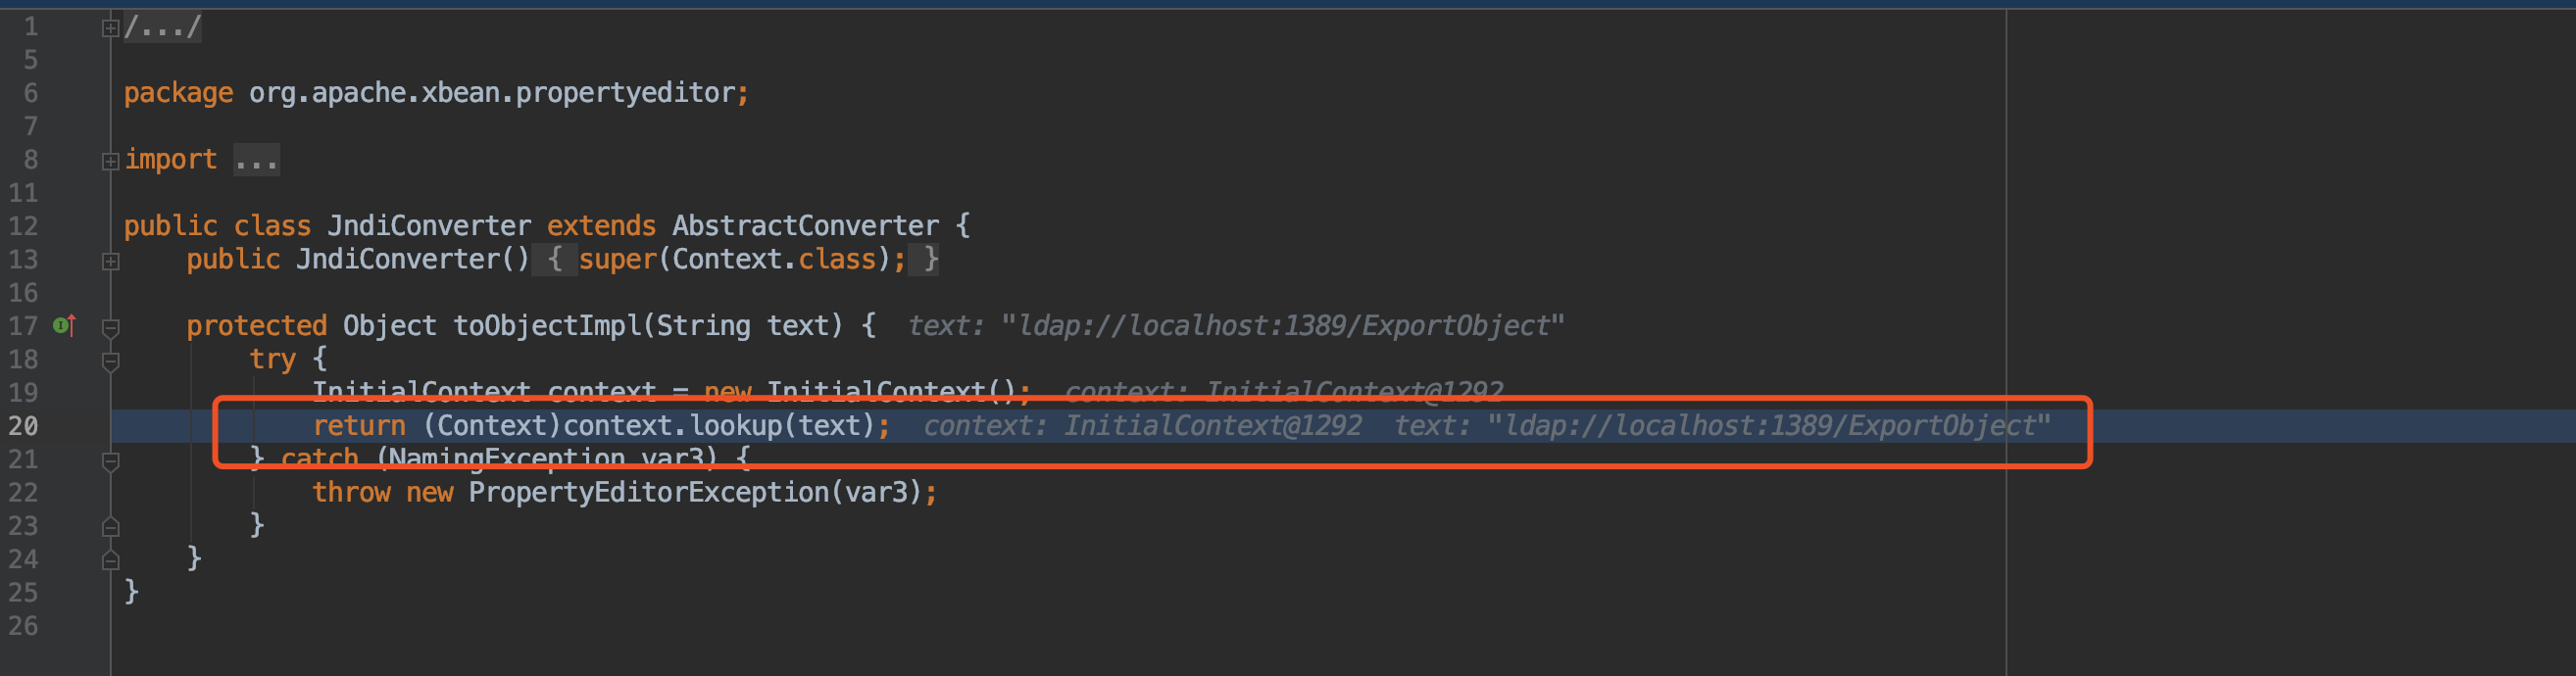 1 /.../
5
6 package org.apache.xbean.propertyeditor;
7
8 import ...
11
12 public class JndiConverter extends AbstractConverter {
13 public JndiConverter() { super(Context.class); }
16
17 protected Object toObjectImpl(String text) { text: "ldap://localhost:1389/ExportObject"
18 try {
19 InitialContext context = new InitialContext(); context: InitialContext@1292
20 return (Context)context.lookup(text); context: InitialContext@1292 text: "ldap://localhost:1389/ExportObject"
21 } catch (NamingException var3) {
22 throw new PropertyEditorException(var3);
23 }
24 }
25 }
26